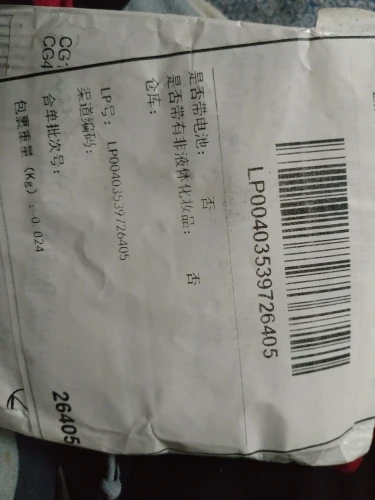 LP00403539726405
是否带电池: 否
是否带有非液体化妆品: 否
仓库:
LP号: LP00403539726405
渠道编码:
合单批次号:
包裹重量 (Kg): 0.024
26405